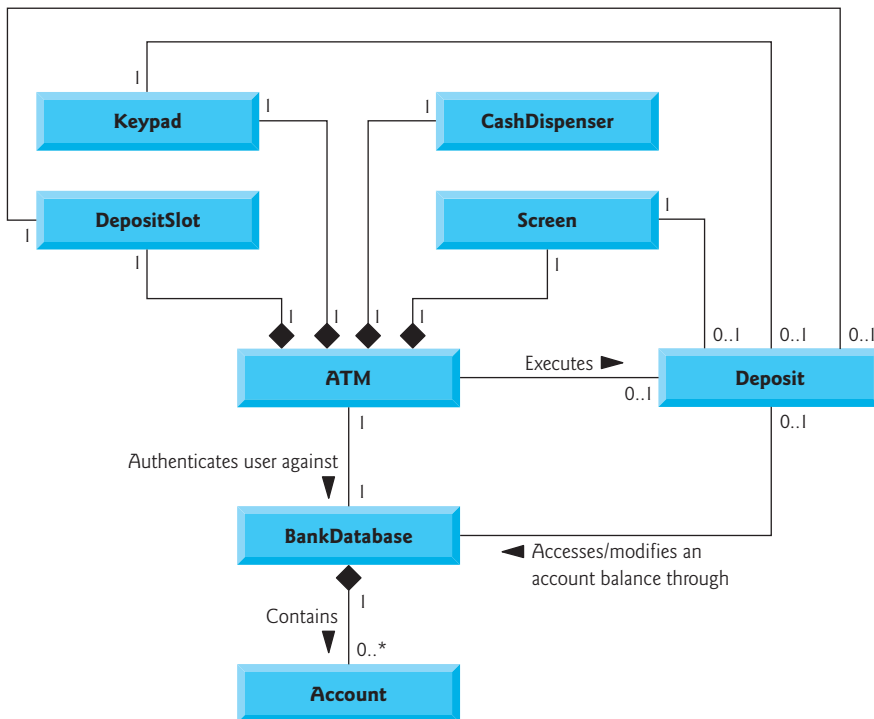 1
1
1
Keypad
CashDispenser
DepositSlot
Screen
1
1
1
1
1
1
1
1
0..1
0..1
0..1
ATM
Executes
Deposit
0..1
1
0..1
Authenticates user against
1
BankDatabase
Accesses/modifies an
account balance through
1
Contains
0..*
Account